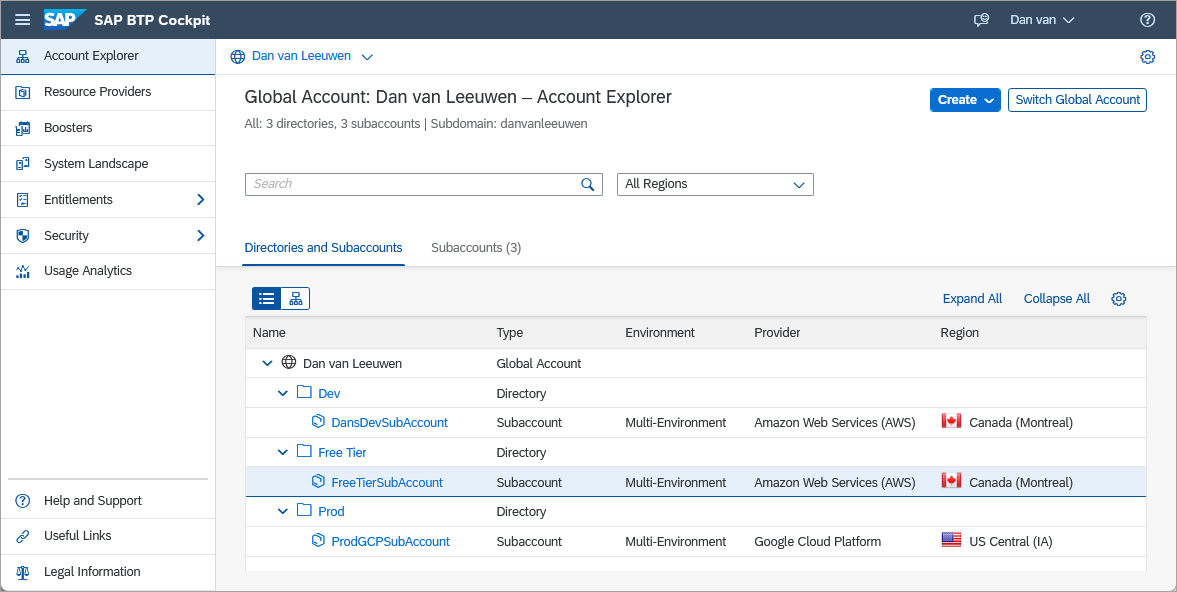 SAP SAP BTP Cockpit Dan van
Account Explorer
Resource Providers
Boosters
System Landscape
Entitlements
Security
Usage Analytics
Help and Support
Useful Links
Legal Information
Dan van Leeuwen
Global Account: Dan van Leeuwen – Account Explorer
All: 3 directories, 3 subaccounts | Subdomain: danvanleeuwen
Create Switch Global Account
Search All Regions
Directories and Subaccounts Subaccounts (3)
Expand All Collapse All
Name Type Environment Provider Region
Dan van Leeuwen Global Account
Dev Directory
DansDevSubAccount Subaccount Multi-Environment Amazon Web Services (AWS) Canada (Montreal)
Free Tier Directory
FreeTierSubAccount Subaccount Multi-Environment Amazon Web Services (AWS) Canada (Montreal)
Prod Directory
ProdGCPSubAccount Subaccount Multi-Environment Google Cloud Platform US Central (IA)